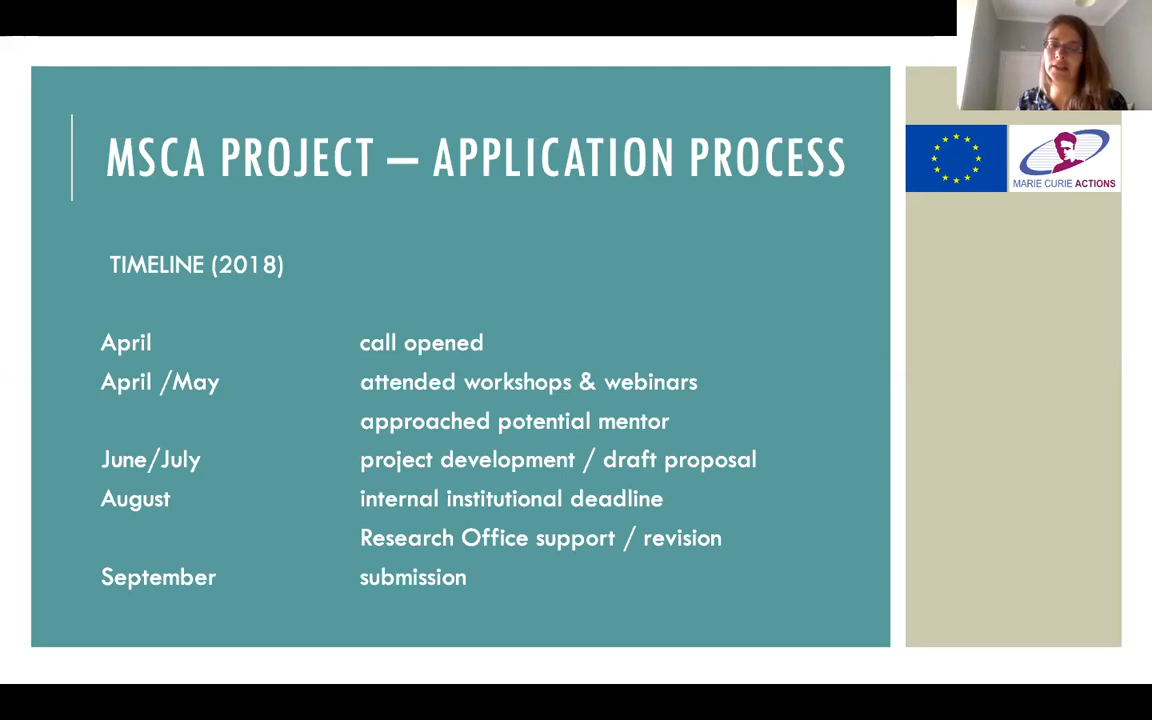 MSCA PROJECT – APPLICATION PROCESS
MARIE CURIE ACTIONS
TIMELINE (2018)
April call opened
April /May attended workshops & webinars
approached potential mentor
June/July project development / draft proposal
August internal institutional deadline
Research Office support / revision
September submission